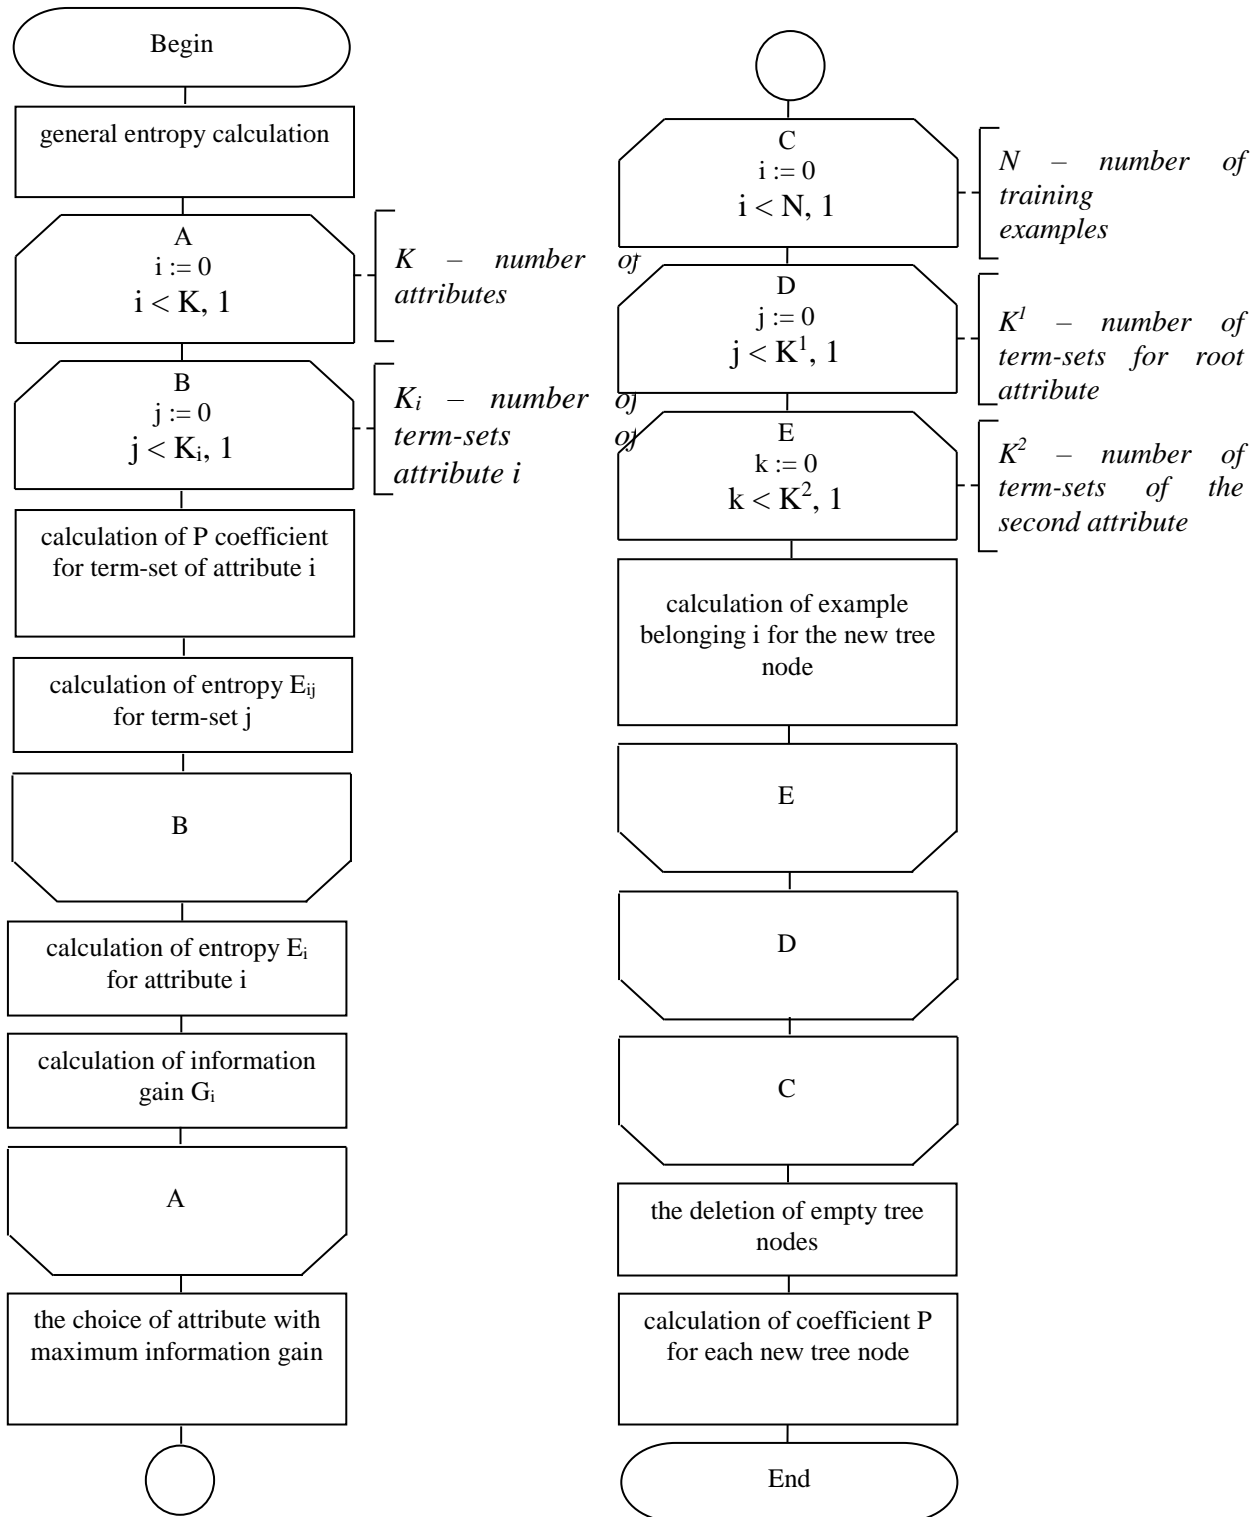 Begin
general entropy calculation
A
i := 0
i < K, 1
K – number of
attributes
B
j := 0
j < Kᵢ, 1
Kᵢ – number of
term-sets of
attribute i
calculation of P coefficient
for term-set of attribute i
calculation of entropy Eᵢⱼ
for term-set j
B
calculation of entropy Eᵢ
for attribute i
calculation of information
gain Gᵢ
A
the choice of attribute with
maximum information gain
C
i := 0
i < N, 1
N – number of
training
examples
D
j := 0
j < K¹, 1
K¹ – number of
term-sets for root
attribute
E
k := 0
k < K², 1
K² – number of
term-sets of the
second attribute
calculation of example
belonging i for the new tree
node
E
D
C
the deletion of empty tree
nodes
calculation of coefficient P
for each new tree node
End